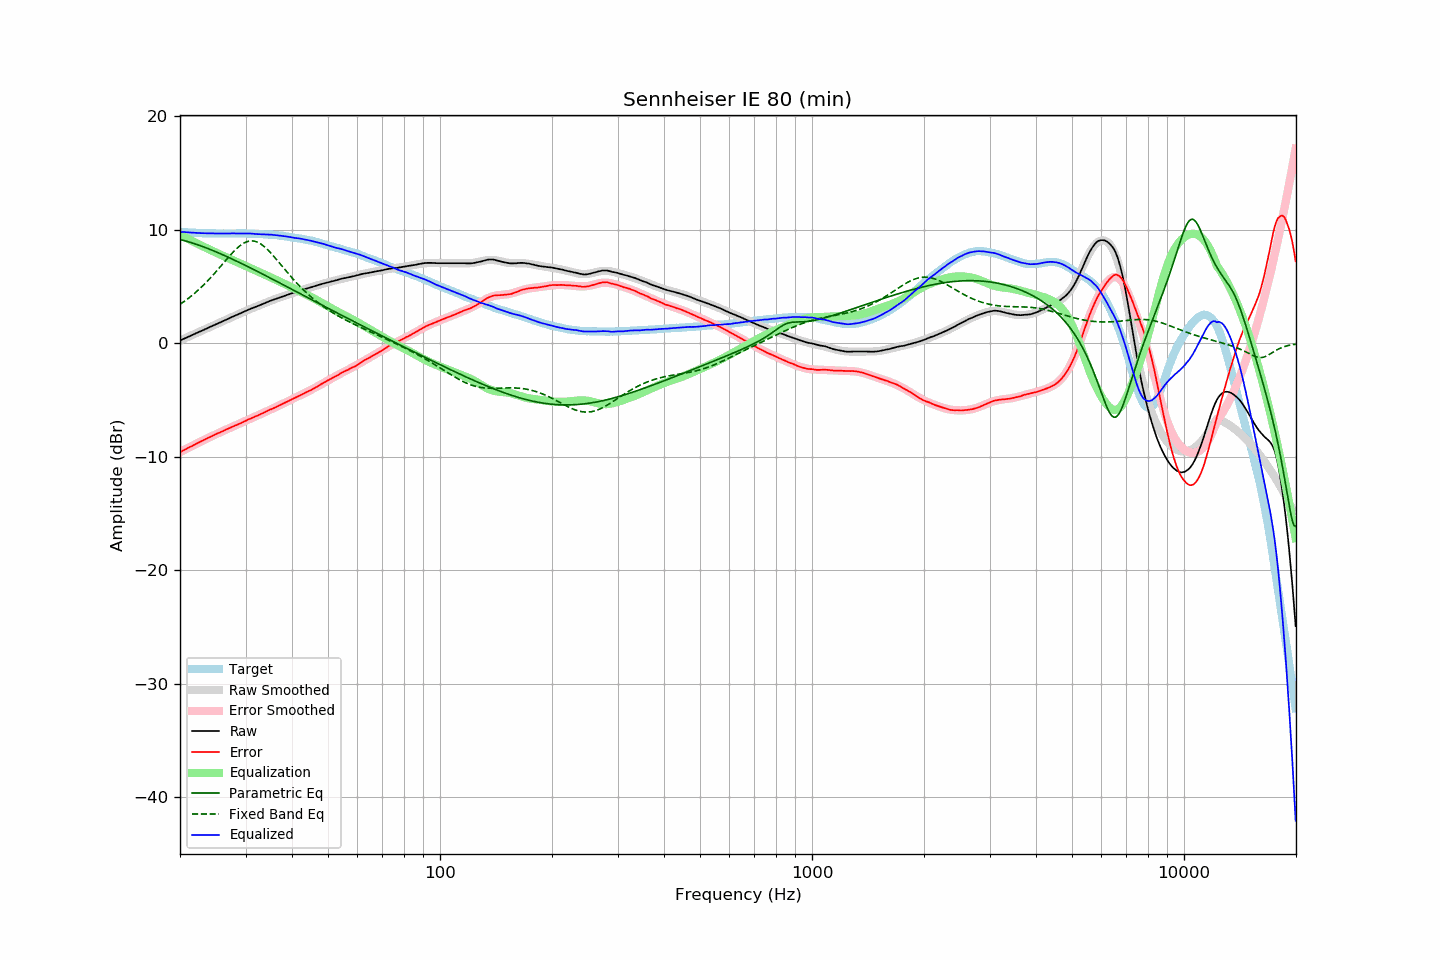 Sennheiser IE 80 (min)
20
10
0
−10
−20
−30
−40
Amplitude (dBr)
Target
Raw Smoothed
Error Smoothed
Raw
Error
Equalization
Parametric Eq
Fixed Band Eq
Equalized
100
1000
10000
Frequency (Hz)